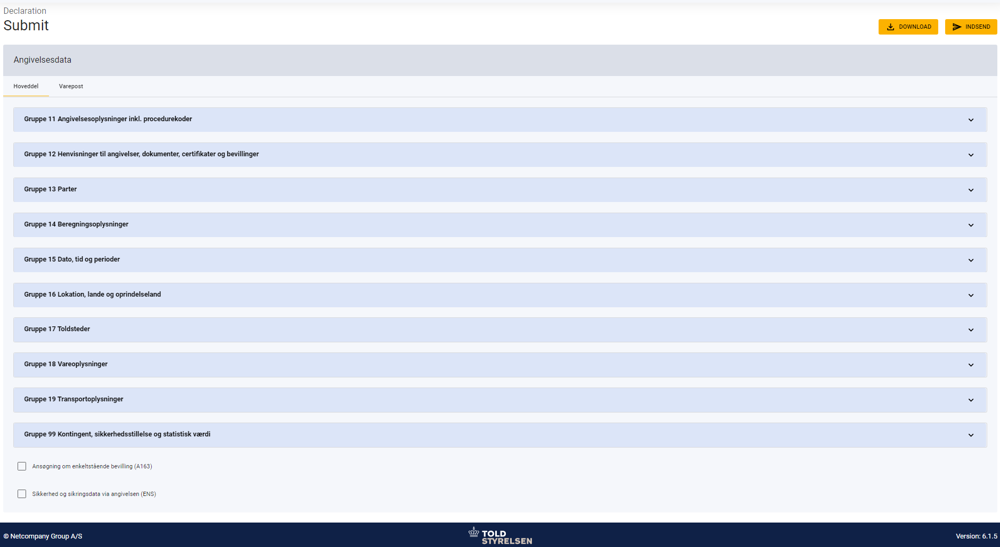 Declaration
Submit
DOWNLOAD
INDSEND
Angivelsesdata
Hoveddel
Varepost
Gruppe 11 Angivelsesoplysninger inkl. procedurekoder
Gruppe 12 Henvisninger til angivelser, dokumenter, certifikater og bevillinger
Gruppe 13 Parter
Gruppe 14 Beregningsoplysninger
Gruppe 15 Dato, tid og perioder
Gruppe 16 Lokation, lande og oprindelseland
Gruppe 17 Toldsteder
Gruppe 18 Vareoplysninger
Gruppe 19 Transportoplysninger
Gruppe 99 Kontingent, sikkerhedsstillelse og statistisk værdi
Ansøgning om enkeltstående bevilling (A163)
Sikkerhed og sikringsdata via angivelsen (ENS)
© Netcompany Group A/S
TOLD
STYRELSEN
Version: 6.1.5